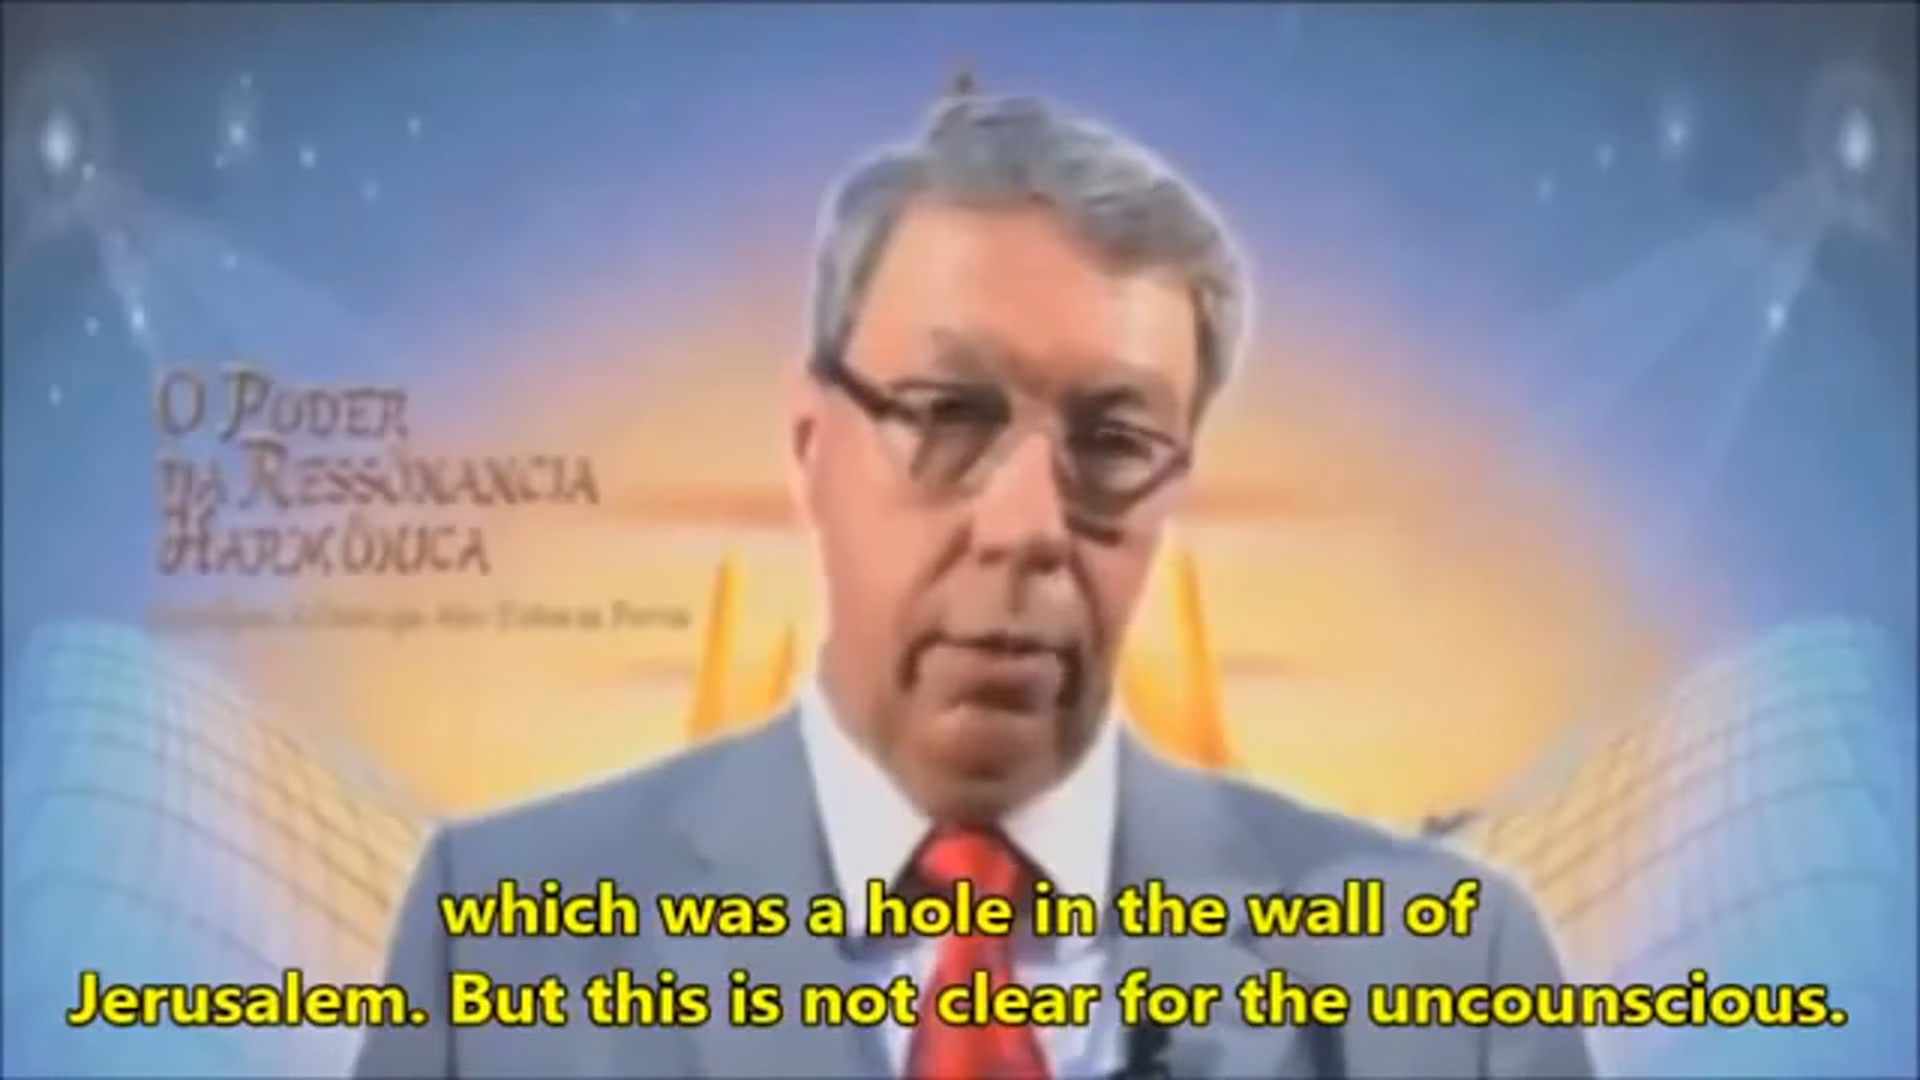 O PODER
DA RESSONÂNCIA
HARMÔNICA
which was a hole in the wall of
Jerusalem. But this is not clear for the uncounscious.